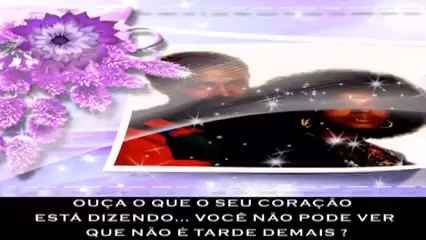 OUÇA O QUE O SEU CORAÇÃO
ESTÁ DIZENDO... VOCÊ NÃO PODE VER
QUE NÃO É TARDE DEMAIS ?